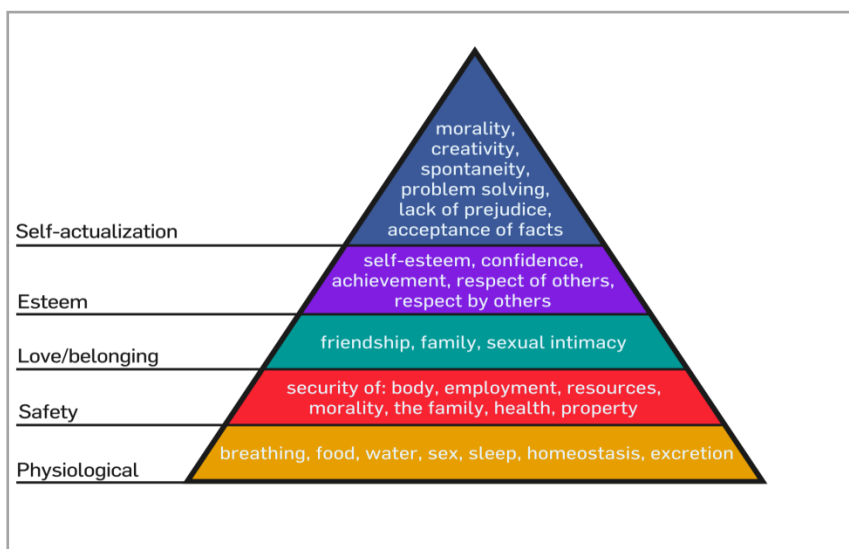 morality,
creativity,
spontaneity,
problem solving,
lack of prejudice,
acceptance of facts
Self-actualization
self-esteem, confidence,
achievement, respect of others,
respect by others
Esteem
friendship, family, sexual intimacy
Love/belonging
security of: body, employment, resources,
morality, the family, health, property
Safety
breathing, food, water, sex, sleep, homeostasis, excretion
Physiological